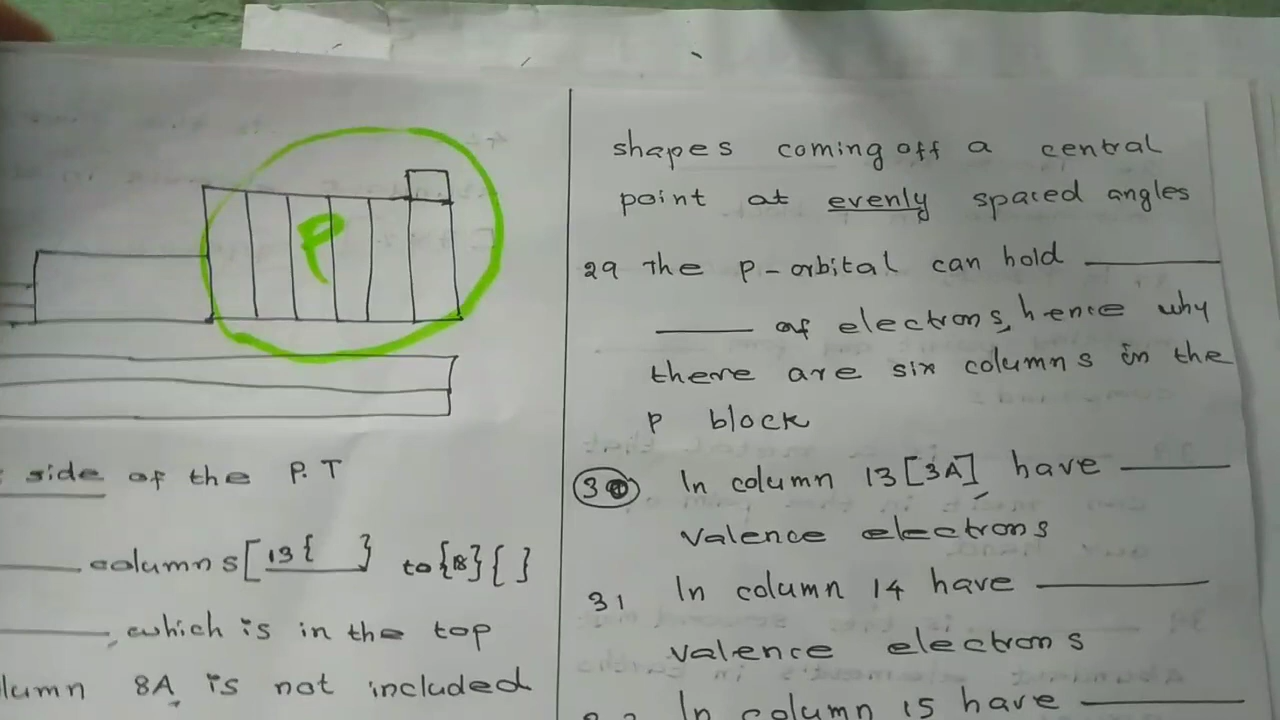 P
side of the P.T
columns [13{ } to {18} { }
, which is in the top
lumn 8A is not included
shapes coming off a central
point at evenly spaced angles
29 The p-orbital can hold
of electrons, hence why
there are six columns in the
P block
30 In column 13 [3A] have
valence electrons
31 In column 14 have
valence electrons
In column 15 have